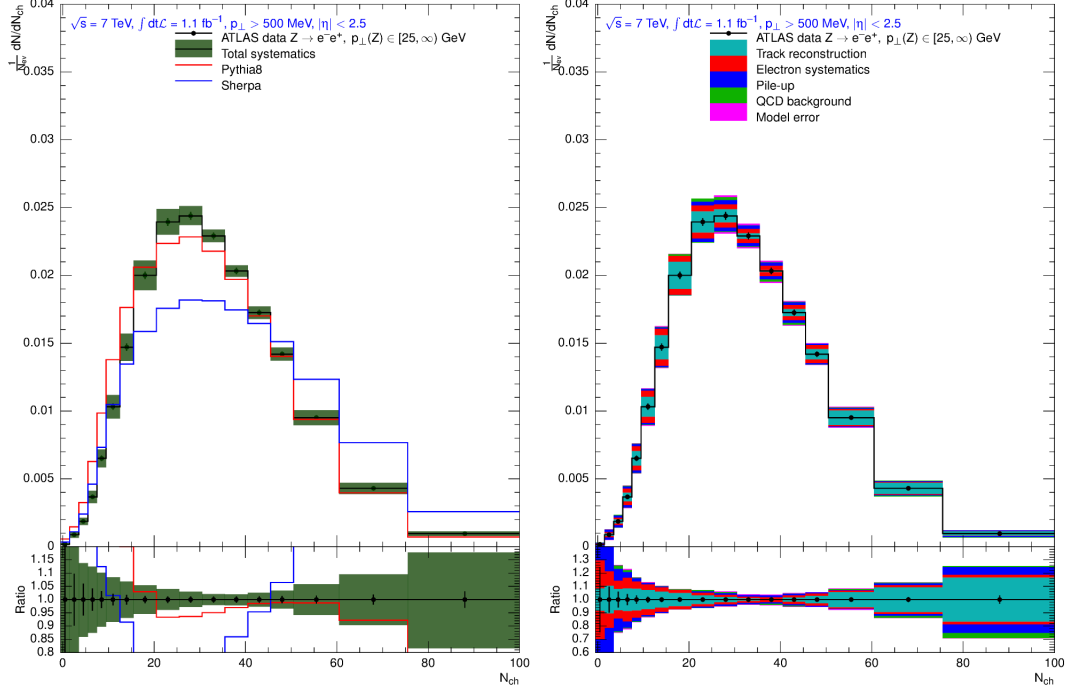 √s = 7 TeV, ∫ dtℒ = 1.1 fb⁻¹, p⊥ > 500 MeV, |η| < 2.5
ATLAS data Z → e⁻e⁺, p⊥(Z) ∈ [25, ∞) GeV
Total systematics
Pythia8
Sherpa
1/N_ev dN/dN_ch
0.04
0.035
0.03
0.025
0.02
0.015
0.01
0.005
0
Ratio
1.15
1.1
1.05
1.0
0.95
0.9
0.85
0.8
0 20 40 60 80 100
N_ch
√s = 7 TeV, ∫ dtℒ = 1.1 fb⁻¹, p⊥ > 500 MeV, |η| < 2.5
ATLAS data Z → e⁻e⁺, p⊥(Z) ∈ [25, ∞) GeV
Track reconstruction
Electron systematics
Pile-up
QCD background
Model error
1/N_ev dN/dN_ch
0.04
0.035
0.03
0.025
0.02
0.015
0.01
0.005
0
Ratio
1.3
1.2
1.1
1.0
0.9
0.8
0.7
0.6
0 20 40 60 80 100
N_ch